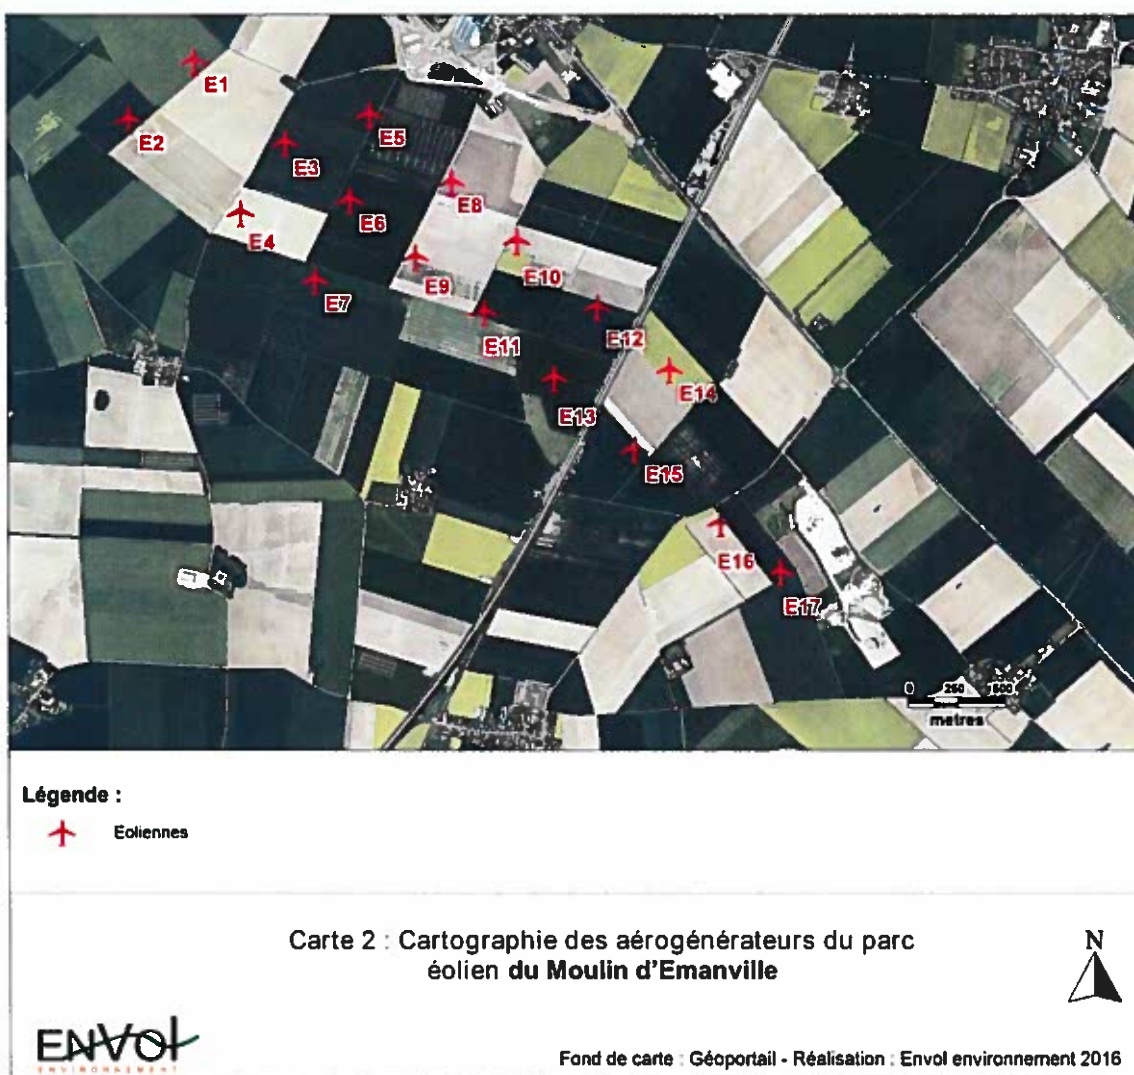 E1
E2
E5
E3
E8
E6
E4
E10
E9
E7
E12
E11
E14
E13
E15
E16
E17
0 250 500
metres
Légende :
Eoliennes
Carte 2 : Cartographie des aérogénérateurs du parc
éolien du Moulin d'Emanville
N
ENVOl
ENVIRONNEMENT
Fond de carte : Géoportail - Réalisation : Envol environnement 2016